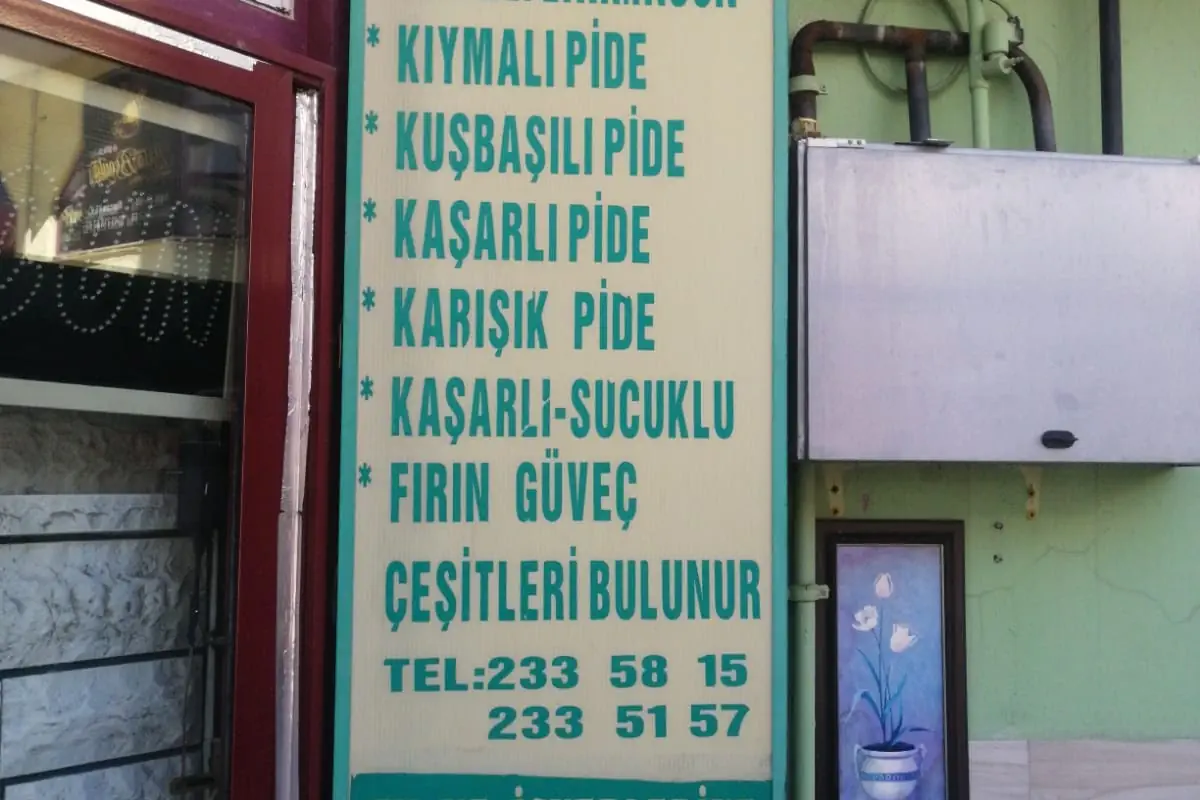 * KIYMALI PİDE
* KUŞBAŞILI PİDE
* KAŞARLI PİDE
* KARIŞIK PİDE
* KAŞARLI-SUCUKLU
* FIRIN GÜVEÇ
ÇEŞİTLERİ BULUNUR
TEL:233 58 15
233 51 57